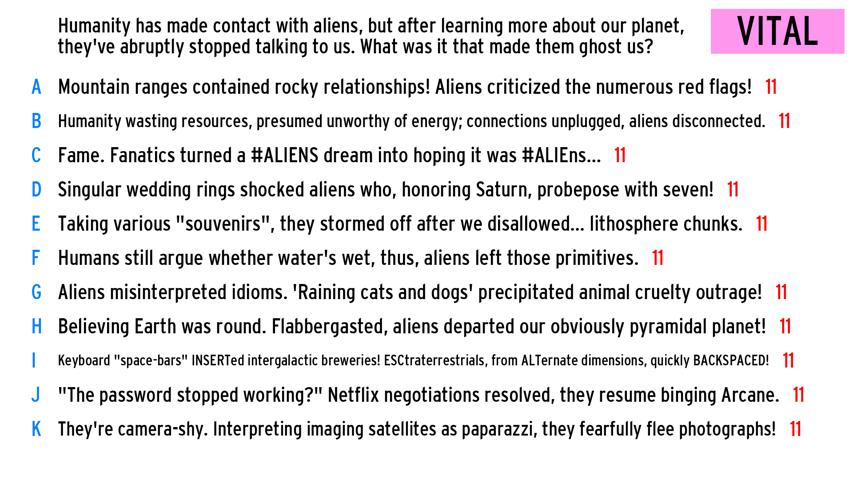 Humanity has made contact with aliens, but after learning more about our planet,
they've abruptly stopped talking to us. What was it that made them ghost us?
VITAL
A Mountain ranges contained rocky relationships! Aliens criticized the numerous red flags! 11
B Humanity wasting resources, presumed unworthy of energy; connections unplugged, aliens disconnected. 11
C Fame. Fanatics turned a #ALIENS dream into hoping it was #ALIEns... 11
D Singular wedding rings shocked aliens who, honoring Saturn, probepose with seven! 11
E Taking various "souvenirs", they stormed off after we disallowed... lithosphere chunks. 11
F Humans still argue whether water's wet, thus, aliens left those primitives. 11
G Aliens misinterpreted idioms. 'Raining cats and dogs' precipitated animal cruelty outrage! 11
H Believing Earth was round. Flabbergasted, aliens departed our obviously pyramidal planet! 11
I Keyboard "space-bars" INSERTed intergalactic breweries! ESCtraterrestrials, from ALTernate dimensions, quickly BACKSPACED! 11
J "The password stopped working?" Netflix negotiations resolved, they resume binging Arcane. 11
K They're camera-shy. Interpreting imaging satellites as paparazzi, they fearfully flee photographs! 11